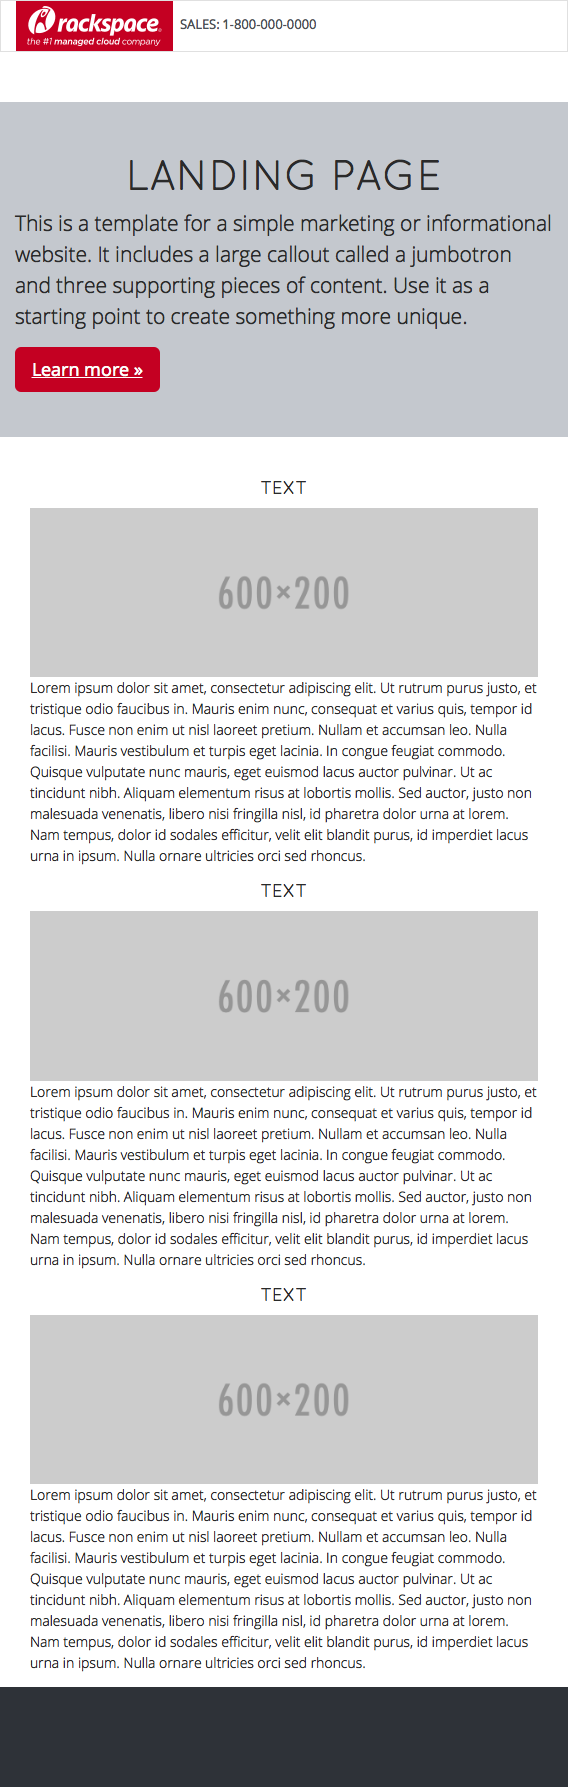 rackspace®
the #1 managed cloud company
SALES: 1-800-000-0000
LANDING PAGE
This is a template for a simple marketing or informational
website. It includes a large callout called a jumbotron
and three supporting pieces of content. Use it as a
starting point to create something more unique.
Learn more »
TEXT
600×200
Lorem ipsum dolor sit amet, consectetur adipiscing elit. Ut rutrum purus justo, et
tristique odio faucibus in. Mauris enim nunc, consequat et varius quis, tempor id
lacus. Fusce non enim ut nisl laoreet pretium. Nullam et accumsan leo. Nulla
facilisi. Mauris vestibulum et turpis eget lacinia. In congue feugiat commodo.
Quisque vulputate nunc mauris, eget euismod lacus auctor pulvinar. Ut ac
tincidunt nibh. Aliquam elementum risus at lobortis mollis. Sed auctor, justo non
malesuada venenatis, libero nisi fringilla nisl, id pharetra dolor urna at lorem.
Nam tempus, dolor id sodales efficitur, velit elit blandit purus, id imperdiet lacus
urna in ipsum. Nulla ornare ultricies orci sed rhoncus.
TEXT
600×200
Lorem ipsum dolor sit amet, consectetur adipiscing elit. Ut rutrum purus justo, et
tristique odio faucibus in. Mauris enim nunc, consequat et varius quis, tempor id
lacus. Fusce non enim ut nisl laoreet pretium. Nullam et accumsan leo. Nulla
facilisi. Mauris vestibulum et turpis eget lacinia. In congue feugiat commodo.
Quisque vulputate nunc mauris, eget euismod lacus auctor pulvinar. Ut ac
tincidunt nibh. Aliquam elementum risus at lobortis mollis. Sed auctor, justo non
malesuada venenatis, libero nisi fringilla nisl, id pharetra dolor urna at lorem.
Nam tempus, dolor id sodales efficitur, velit elit blandit purus, id imperdiet lacus
urna in ipsum. Nulla ornare ultricies orci sed rhoncus.
TEXT
600×200
Lorem ipsum dolor sit amet, consectetur adipiscing elit. Ut rutrum purus justo, et
tristique odio faucibus in. Mauris enim nunc, consequat et varius quis, tempor id
lacus. Fusce non enim ut nisl laoreet pretium. Nullam et accumsan leo. Nulla
facilisi. Mauris vestibulum et turpis eget lacinia. In congue feugiat commodo.
Quisque vulputate nunc mauris, eget euismod lacus auctor pulvinar. Ut ac
tincidunt nibh. Aliquam elementum risus at lobortis mollis. Sed auctor, justo non
malesuada venenatis, libero nisi fringilla nisl, id pharetra dolor urna at lorem.
Nam tempus, dolor id sodales efficitur, velit elit blandit purus, id imperdiet lacus
urna in ipsum. Nulla ornare ultricies orci sed rhoncus.